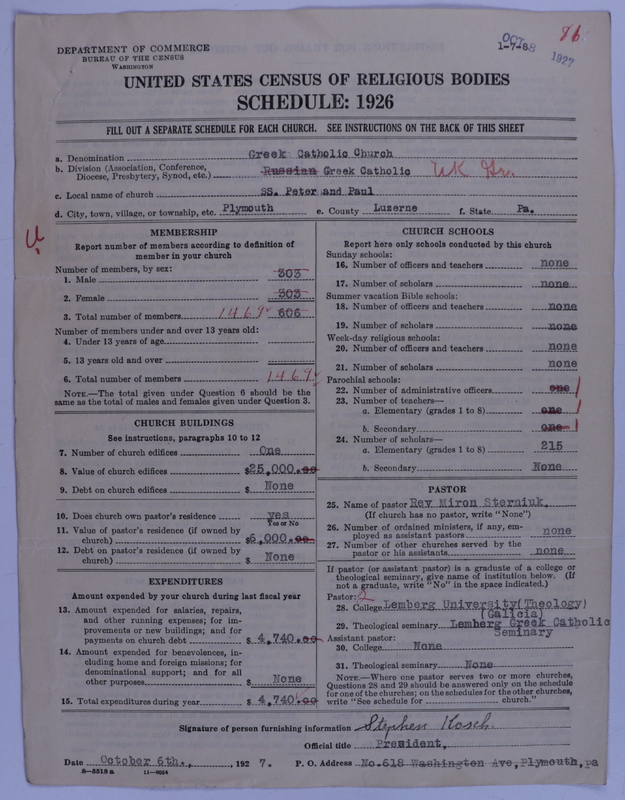 DEPARTMENT OF COMMERCE
BUREAU OF THE CENSUS
WASHINGTON
OCT
1-7-88
1927
86
UNITED STATES CENSUS OF RELIGIOUS BODIES
SCHEDULE: 1926
FILL OUT A SEPARATE SCHEDULE FOR EACH CHURCH. SEE INSTRUCTIONS ON THE BACK OF THIS SHEET
a. Denomination Greek Catholic Church
b. Division (Association, Conference, Diocese, Presbytery, Synod, etc.) Russian Greek Catholic Uk Gr.
c. Local name of church SS. Peter and Paul
d. City, town, village, or township, etc. Plymouth e. County Luzerne f. State Pa.
MEMBERSHIP
Report number of members according to definition of
member in your church
Number of members, by sex:
1. Male 303
2. Female 303
3. Total number of members 1469 606
Number of members under and over 13 years old:
4. Under 13 years of age
5. 13 years old and over
6. Total number of members 1469
NOTE.—The total given under Question 6 should be the
same as the total of males and females given under Question 3.
CHURCH BUILDINGS
See instructions, paragraphs 10 to 12
7. Number of church edifices One
8. Value of church edifices $25,000.00
9. Debt on church edifices $ None
10. Does church own pastor's residence yes
Yes or No
11. Value of pastor's residence (if owned by
church) $6,000.00
12. Debt on pastor's residence (if owned by
church) $ None
EXPENDITURES
Amount expended by your church during last fiscal year
13. Amount expended for salaries, repairs,
and other running expenses; for im-
provements or new buildings; and for
payments on church debt $ 4,740.00
14. Amount expended for benevolences, in-
cluding home and foreign missions; for
denominational support; and for all
other purposes $ None
15. Total expenditures during year $ 4,740.00
CHURCH SCHOOLS
Report here only schools conducted by this church
Sunday schools:
16. Number of officers and teachers none
17. Number of scholars none
Summer vacation Bible schools:
18. Number of officers and teachers none
19. Number of scholars none
Week-day religious schools:
20. Number of officers and teachers none
21. Number of scholars none
Parochial schools:
22. Number of administrative officers one 1
23. Number of teachers—
a. Elementary (grades 1 to 8) one 1
b. Secondary one 1
24. Number of scholars—
a. Elementary (grades 1 to 8) 215
b. Secondary None
PASTOR
25. Name of pastor Rev Miron Sterniuk.
(If church has no pastor, write "None")
26. Number of ordained ministers, if any, em-
ployed as assistant pastors none
27. Number of other churches served by the
pastor or his assistants none
If pastor (or assistant pastor) is a graduate of a college or
theological seminary, give name of institution below. (If
not a graduate, write "No" in the space indicated.)
Pastor: 2
28. College Lemberg University(Theology)
(Galicia)
29. Theological seminary Lemberg Greek Catholic
Seminary
Assistant pastor:
30. College None
31. Theological seminary None
NOTE.—Where one pastor serves two or more churches,
Questions 28 and 29 should be answered only on the schedule
for one of the churches; on the schedules for the other churches,
write "See schedule for church."
Signature of person furnishing information Stephen Kosch
Official title President,
Date October 6th., 1927. P. O. Address No.618 Washington Ave,Plymouth,pa
8-5518 a 11-9024